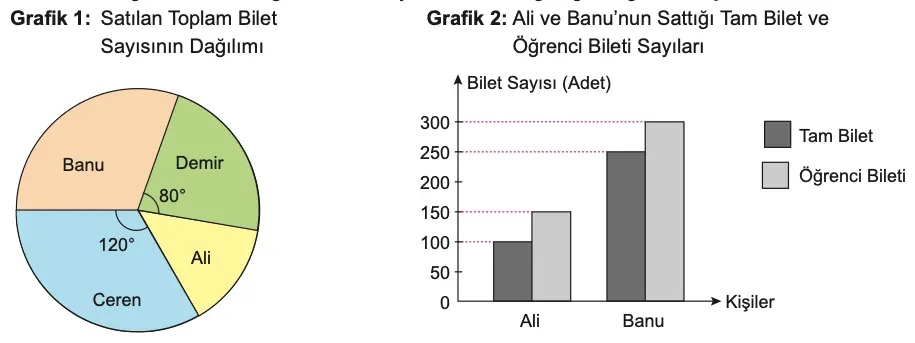 Grafik 1: Satılan Toplam Bilet
Sayısının Dağılımı
Banu
Demir
80°
120°
Ali
Ceren
Grafik 2: Ali ve Banu'nun Sattığı Tam Bilet ve
Öğrenci Bileti Sayıları
Bilet Sayısı (Adet)
300
250
200
150
100
50
0
Ali
Banu
Kişiler
Tam Bilet
Öğrenci Bileti